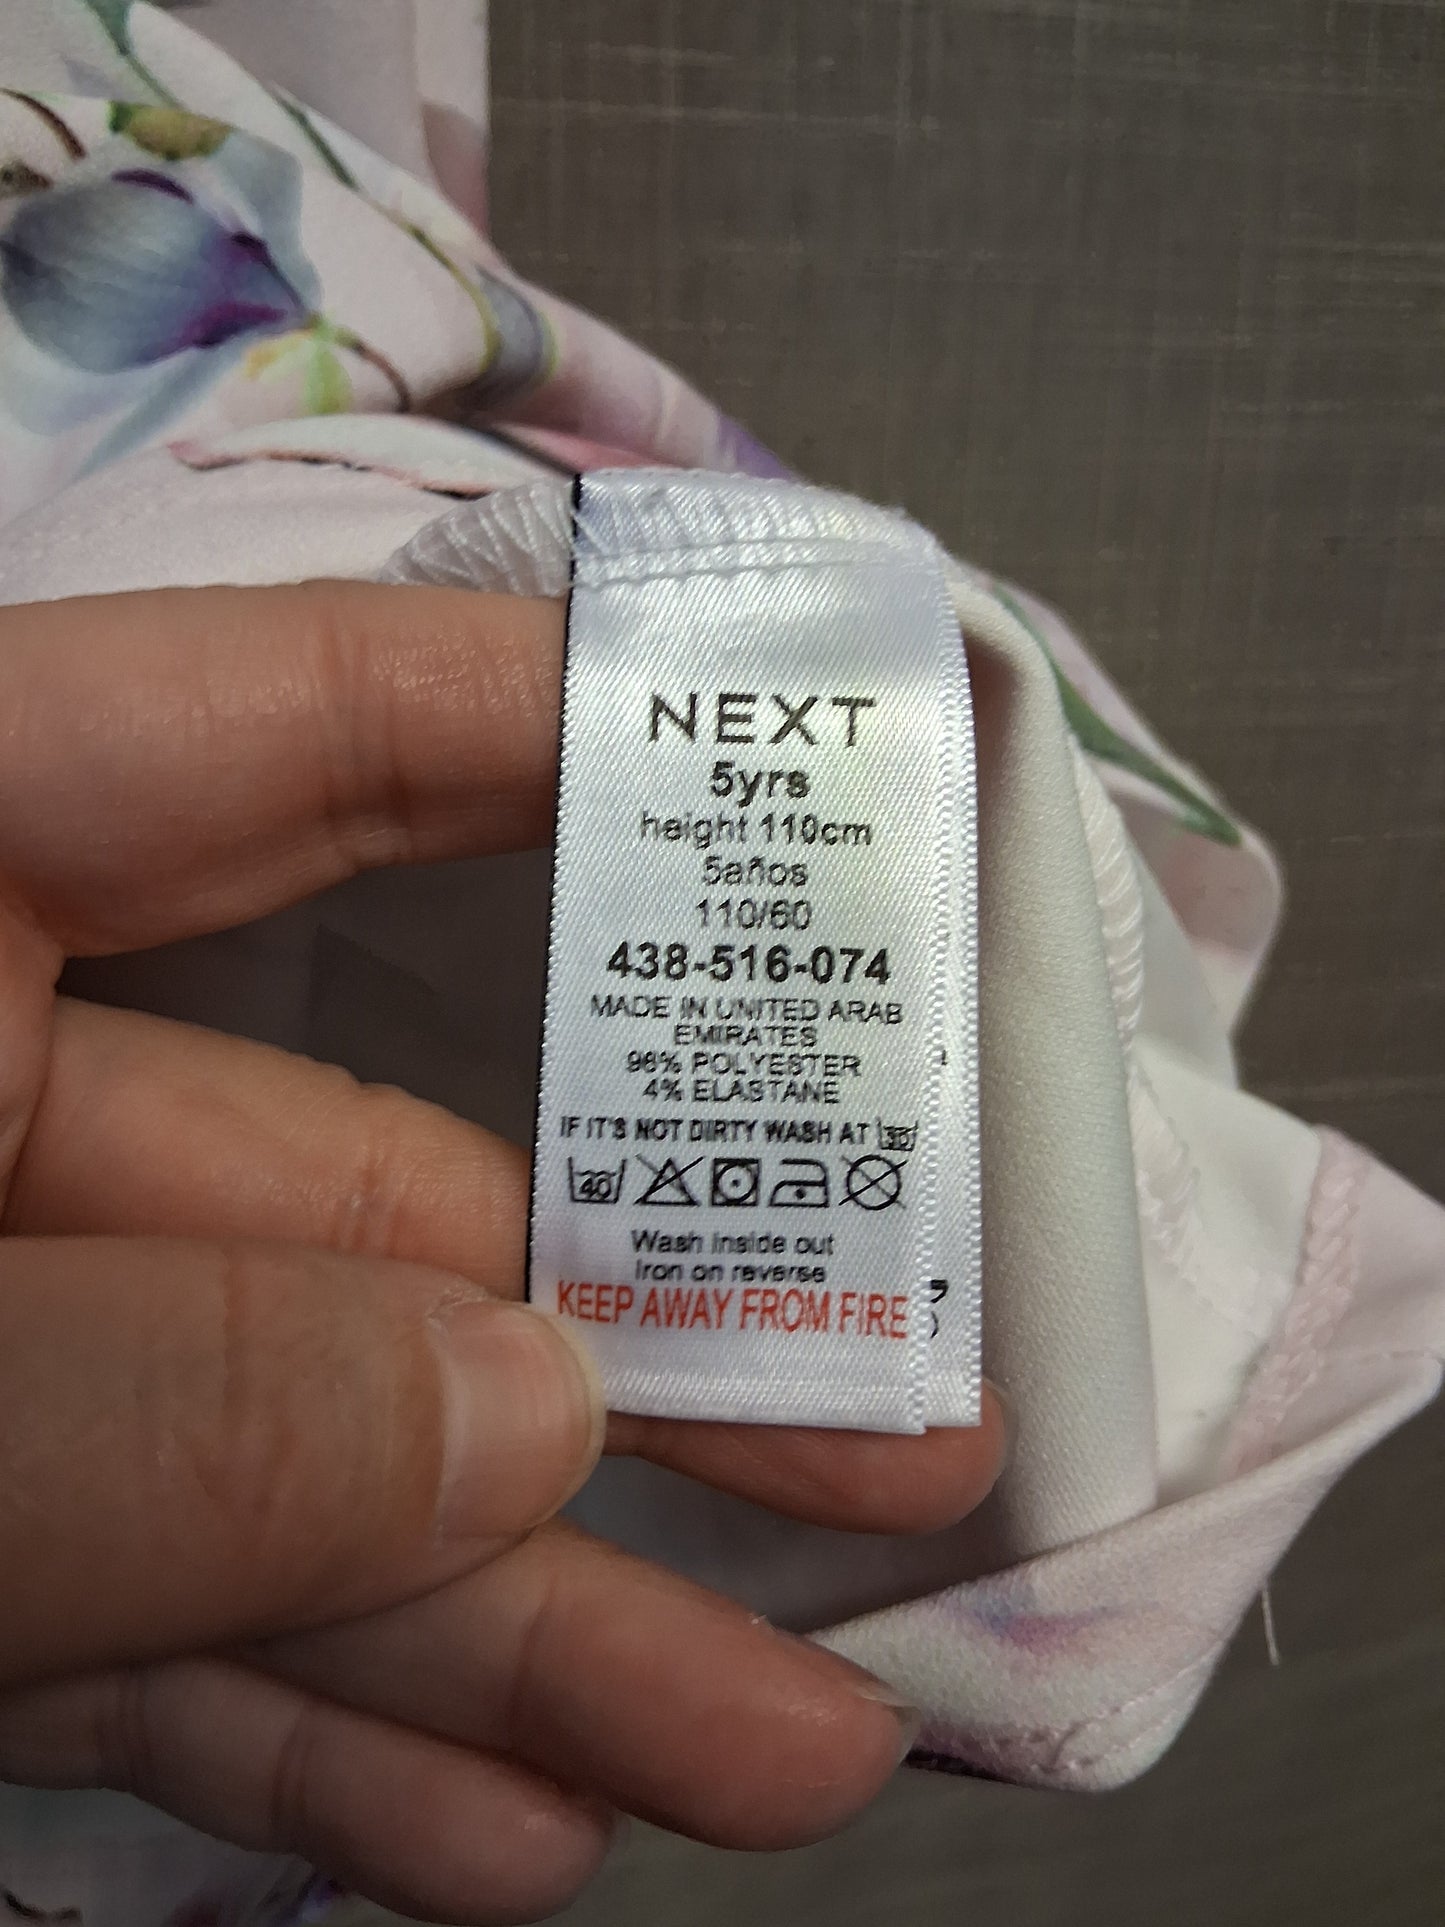 NEXT
5yrs
height 110cm
5años
110/60
438-516-074
MADE IN UNITED ARAB
EMIRATES
96% POLYESTER
4% ELASTANE
IF IT'S NOT DIRTY WASH AT 30
40
Wash inside out
Iron on reverse
KEEP AWAY FROM FIRE